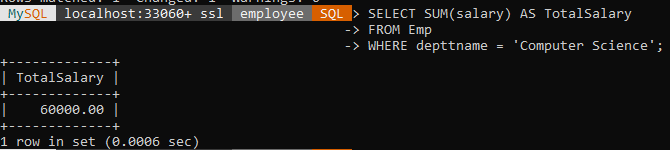 Rows matched: 1  Changed: 1  Warnings: 0
MySQL localhost:33060+ ssl employee SQL > SELECT SUM(salary) AS TotalSalary
-> FROM Emp
-> WHERE depttname = 'Computer Science';
+-------------+
| TotalSalary |
+-------------+
|    60000.00 |
+-------------+
1 row in set (0.0006 sec)